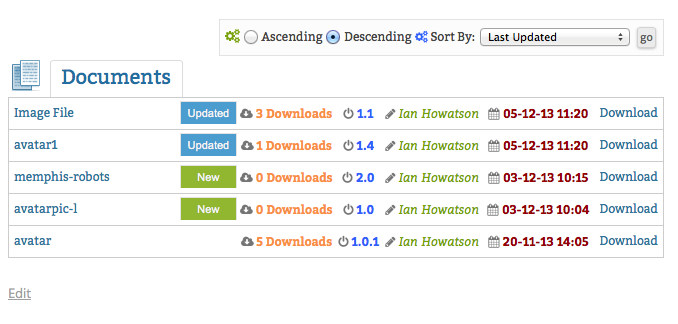 Ascending Descending Sort By: Last Updated go
Documents
Image File Updated 3 Downloads 1.1 Ian Howatson 05-12-13 11:20 Download
avatar1 Updated 1 Downloads 1.4 Ian Howatson 05-12-13 11:20 Download
memphis-robots New 0 Downloads 2.0 Ian Howatson 03-12-13 10:15 Download
avatarpic-l New 0 Downloads 1.0 Ian Howatson 03-12-13 10:04 Download
avatar 5 Downloads 1.0.1 Ian Howatson 20-11-13 14:05 Download
Edit